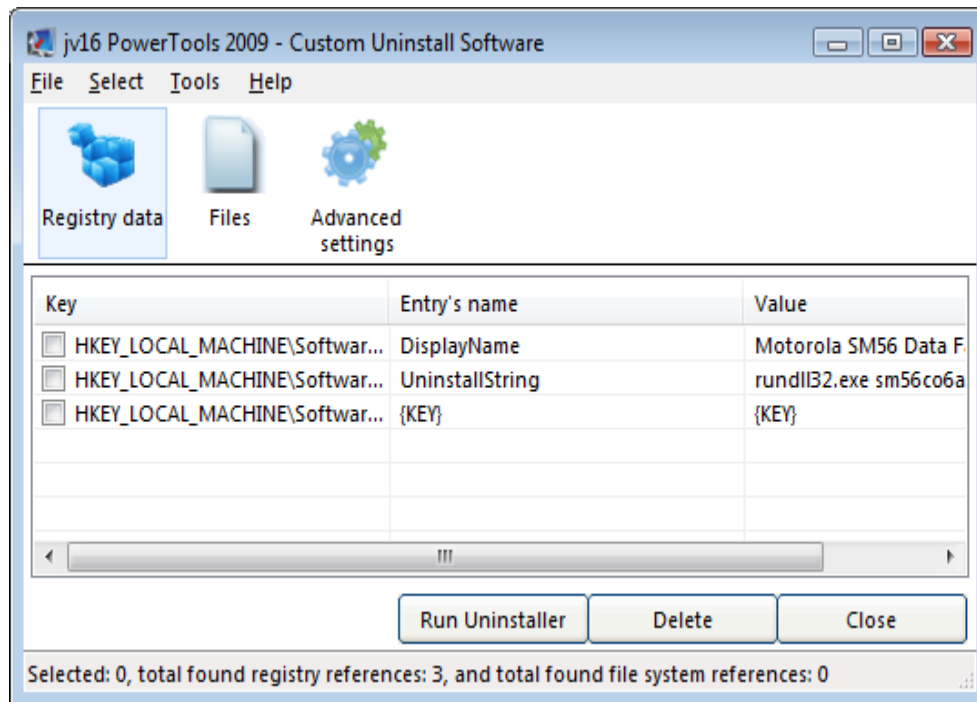 jv16 PowerTools 2009 - Custom Uninstall Software
File Select Tools Help
Registry data Files Advanced settings
Key Entry's name Value
HKEY_LOCAL_MACHINE\Softwar... DisplayName Motorola SM56 Data F
HKEY_LOCAL_MACHINE\Softwar... UninstallString rundll32.exe sm56co6a
HKEY_LOCAL_MACHINE\Softwar... {KEY} {KEY}
Run Uninstaller Delete Close
Selected: 0, total found registry references: 3, and total found file system references: 0